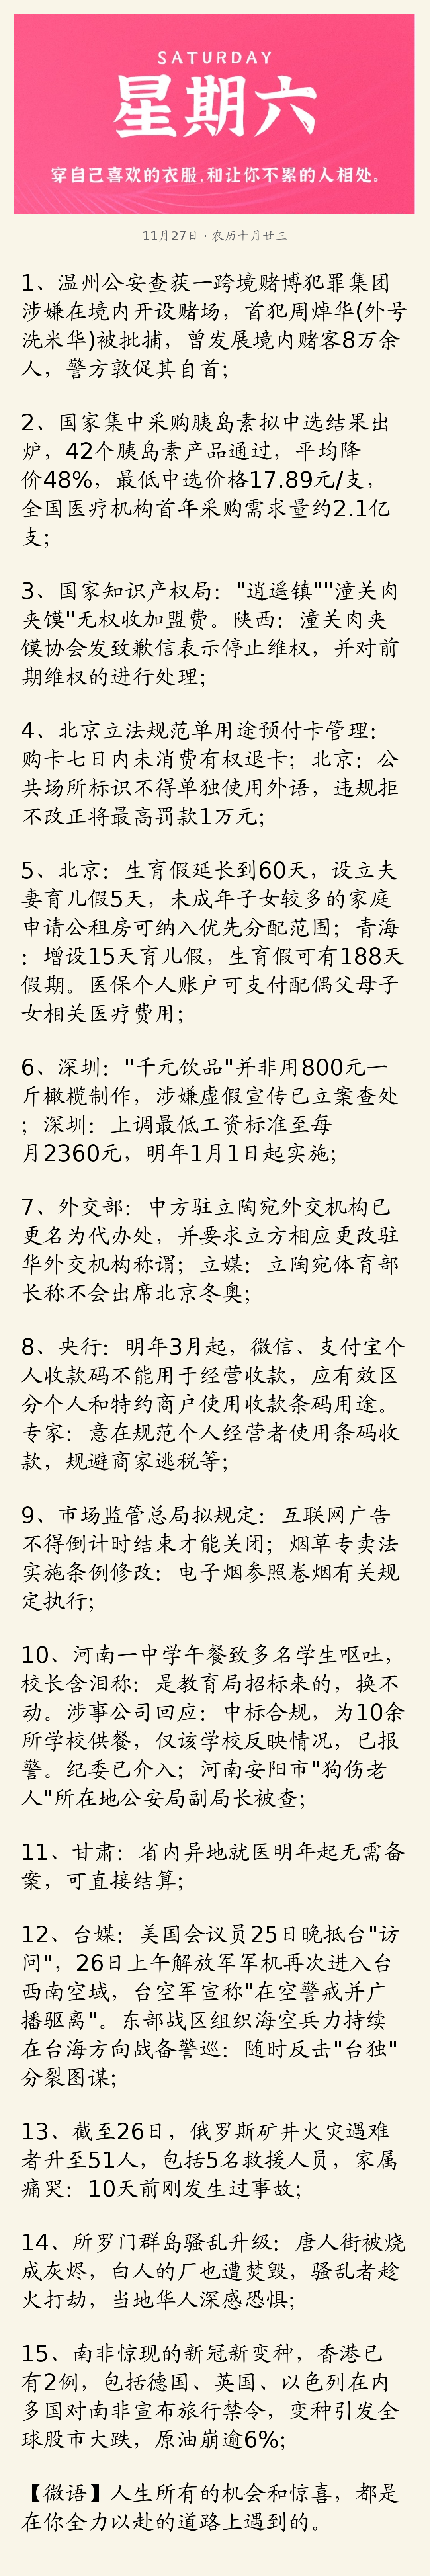 SATURDAY
星期六
穿自己喜欢的衣服,和让你不累的人相处。
11月27日 · 农历十月廿三
1、温州公安查获一跨境赌博犯罪集团
涉嫌在境内开设赌场，首犯周焯华(外号
洗米华)被批捕，曾发展境内赌客8万余
人，警方敦促其自首；
2、国家集中采购胰岛素拟中选结果出
炉，42个胰岛素产品通过，平均降
价48%，最低中选价格17.89元/支，
全国医疗机构首年采购需求量约2.1亿
支；
3、国家知识产权局："逍遥镇""潼关肉
夹馍"无权收加盟费。陕西：潼关肉夹
馍协会发致歉信表示停止维权，并对前
期维权的进行处理；
4、北京立法规范单用途预付卡管理：
购卡七日内未消费有权退卡；北京：公
共场所标识不得单独使用外语，违规拒
不改正将最高罚款1万元；
5、北京：生育假延长到60天，设立夫
妻育儿假5天，未成年子女较多的家庭
申请公租房可纳入优先分配范围；青海
：增设15天育儿假，生育假可有188天
假期。医保个人账户可支付配偶父母子
女相关医疗费用；
6、深圳："千元饮品"并非用800元一
斤橄榄制作，涉嫌虚假宣传已立案查处
；深圳：上调最低工资标准至每
月2360元，明年1月1日起实施；
7、外交部：中方驻立陶宛外交机构已
更名为代办处，并要求立方相应更改驻
华外交机构称谓；立媒：立陶宛体育部
长称不会出席北京冬奥；
8、央行：明年3月起，微信、支付宝个
人收款码不能用于经营收款，应有效区
分个人和特约商户使用收款条码用途。
专家：意在规范个人经营者使用条码收
款，规避商家逃税等；
9、市场监管总局拟规定：互联网广告
不得倒计时结束才能关闭；烟草专卖法
实施条例修改：电子烟参照卷烟有关规
定执行；
10、河南一中学午餐致多名学生呕吐，
校长含泪称：是教育局招标来的，换不
动。涉事公司回应：中标合规，为10余
所学校供餐，仅该学校反映情况，已报
警。纪委已介入；河南安阳市"狗伤老
人"所在地公安局副局长被查；
11、甘肃：省内异地就医明年起无需备
案，可直接结算；
12、台媒：美国会议员25日晚抵台"访
问"，26日上午解放军军机再次进入台
西南空域，台空军宣称"在空警戒并广
播驱离"。东部战区组织海空兵力持续
在台海方向战备警巡：随时反击"台独"
分裂图谋；
13、截至26日，俄罗斯矿井火灾遇难
者升至51人，包括5名救援人员，家属
痛哭：10天前刚发生过事故；
14、所罗门群岛骚乱升级：唐人街被烧
成灰烬，白人的厂也遭焚毁，骚乱者趁
火打劫，当地华人深感恐惧；
15、南非惊现的新冠新变种，香港已
有2例，包括德国、英国、以色列在内
多国对南非宣布旅行禁令，变种引发全
球股市大跌，原油崩逾6%；
【微语】人生所有的机会和惊喜，都是
在你全力以赴的道路上遇到的。